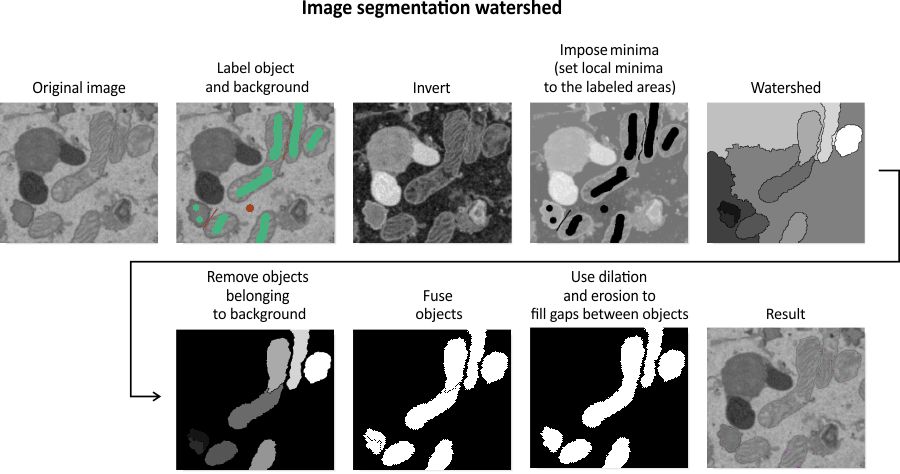 Image segmentation watershed
Original image
Label object
and background
Invert
Impose minima
(set local minima
to the labeled areas)
Watershed
Remove objects
belonging
to background
Fuse
objects
Use dilation
and erosion to
fill gaps between objects
Result